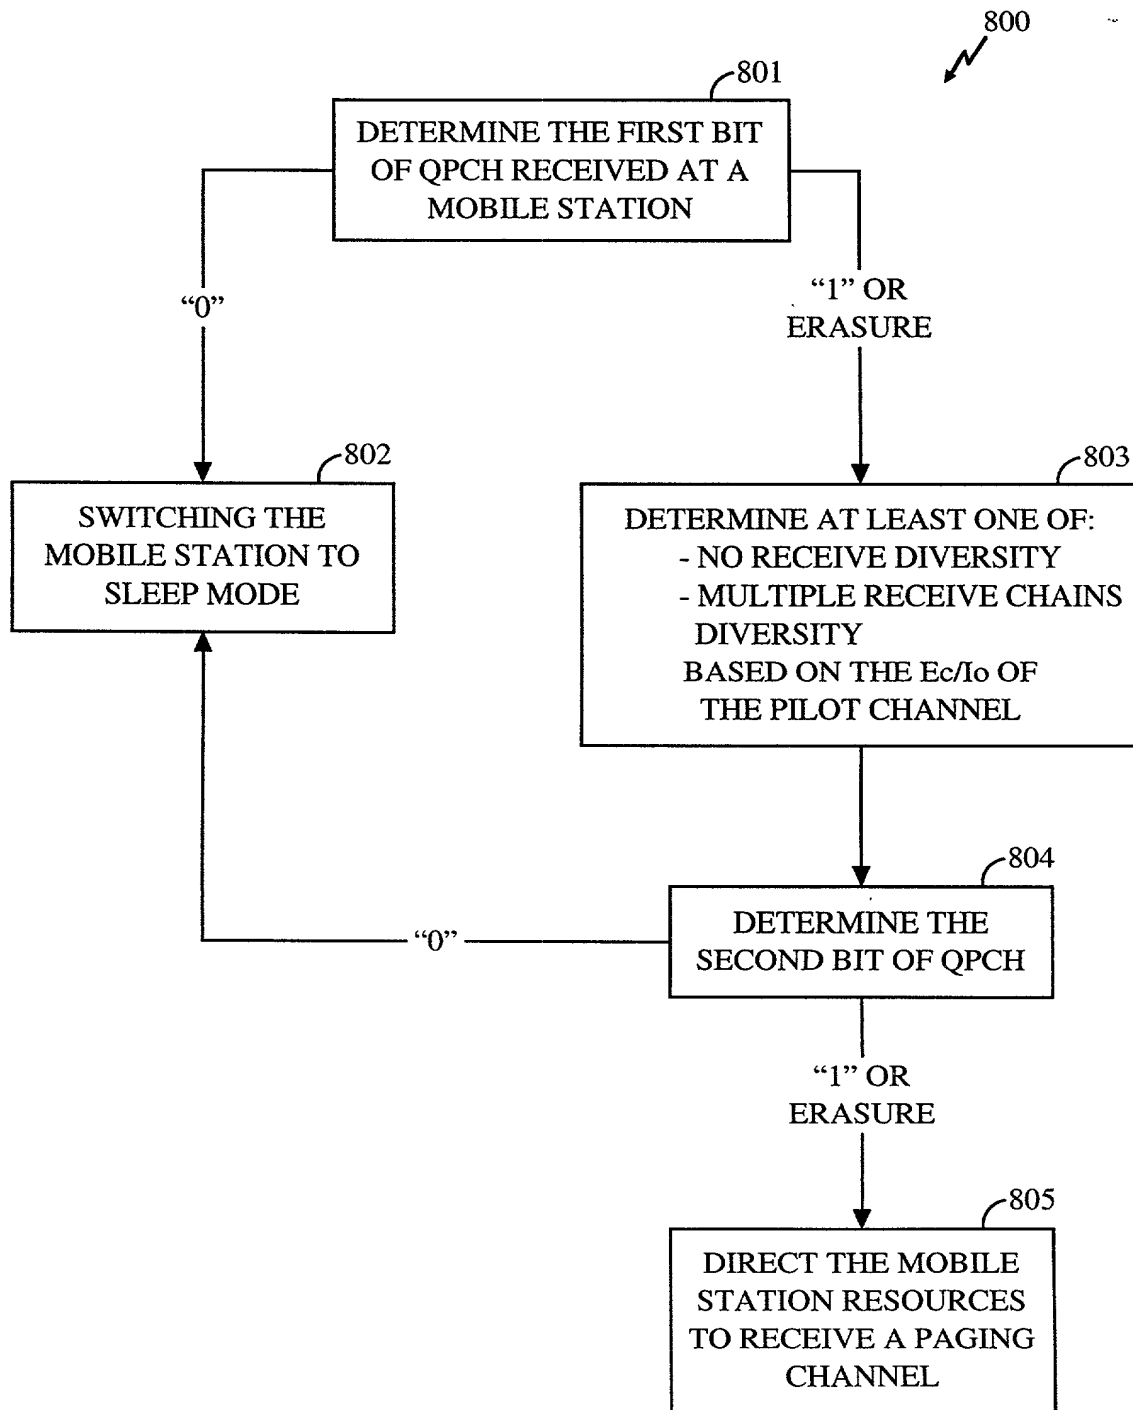 800
801
DETERMINE THE FIRST BIT
OF QPCH RECEIVED AT A
MOBILE STATION
“0”
“1” OR
ERASURE
802
SWITCHING THE
MOBILE STATION TO
SLEEP MODE
803
DETERMINE AT LEAST ONE OF:
- NO RECEIVE DIVERSITY
- MULTIPLE RECEIVE CHAINS
DIVERSITY
BASED ON THE Ec/Io OF
THE PILOT CHANNEL
804
DETERMINE THE
SECOND BIT OF QPCH
“0”
“1” OR
ERASURE
805
DIRECT THE MOBILE
STATION RESOURCES
TO RECEIVE A PAGING
CHANNEL